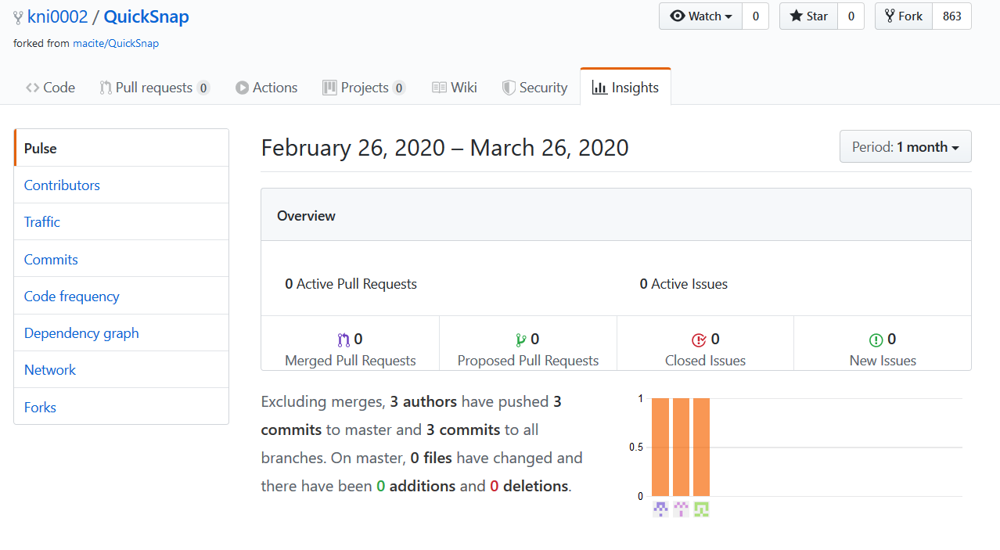 kni0002 / QuickSnap
Watch 0 Star 0 Fork 863
forked from macite/QuickSnap
Code Pull requests 0 Actions Projects 0 Wiki Security Insights
Pulse
Contributors
Traffic
Commits
Code frequency
Dependency graph
Network
Forks
February 26, 2020 – March 26, 2020
Period: 1 month
Overview
0 Active Pull Requests
0 Active Issues
0
Merged Pull Requests
0
Proposed Pull Requests
0
Closed Issues
0
New Issues
Excluding merges, 3 authors have pushed 3
commits to master and 3 commits to all
branches. On master, 0 files have changed and
there have been 0 additions and 0 deletions.
1
0.5
0